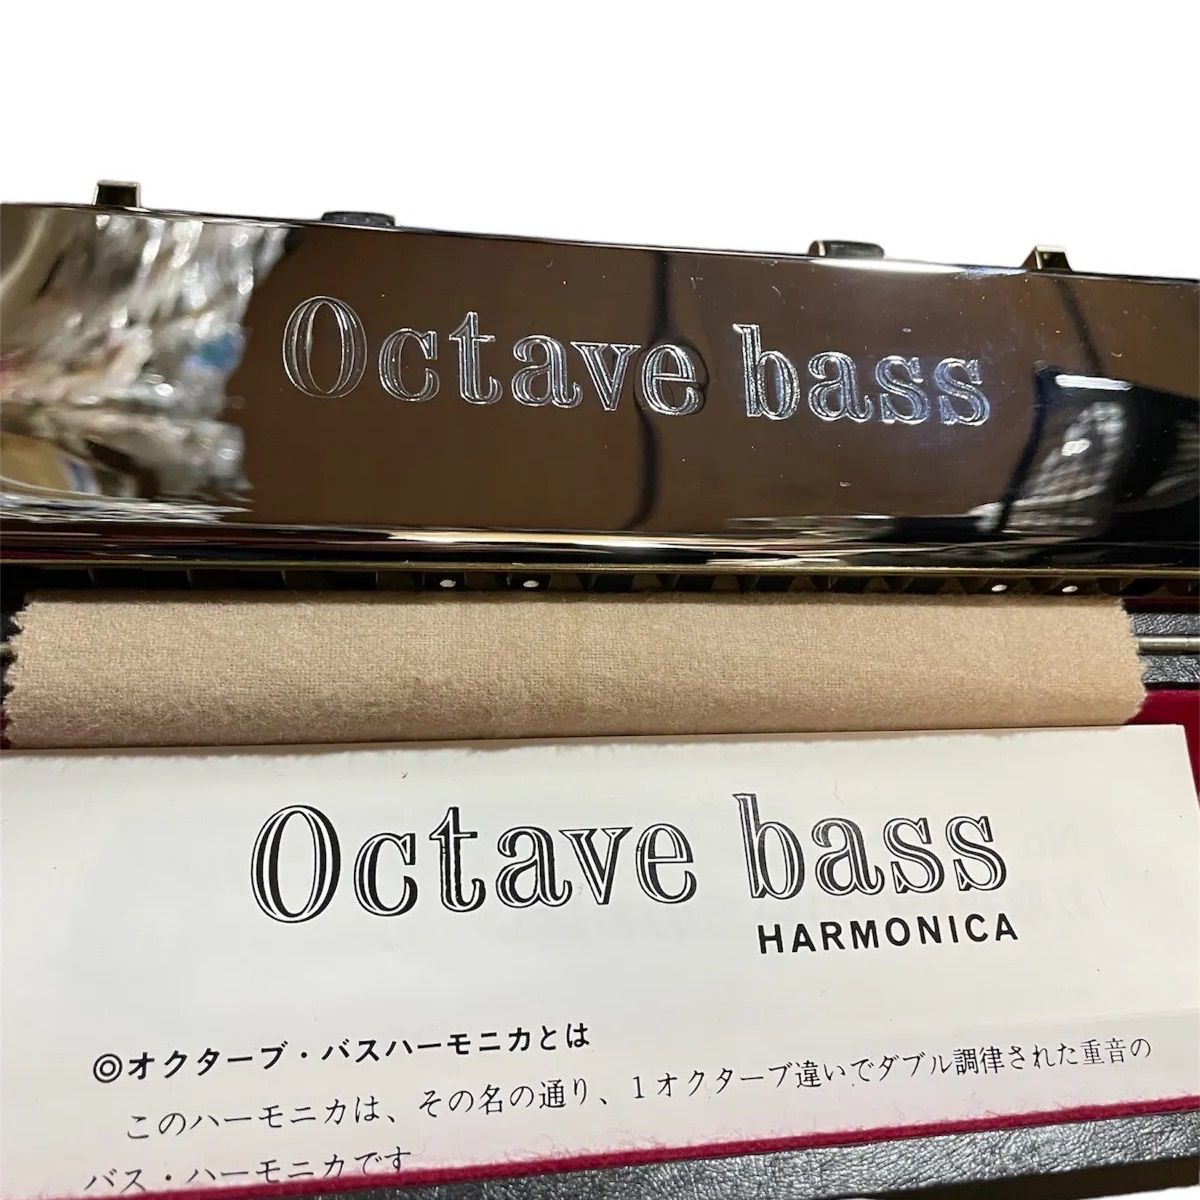 Octave bass
Octave bass
HARMONICA
◎オクターブ・バスハーモニカとは
このハーモニカは、その名の通り、1オクターブ違いでダブル調律された重音の
バス・ハーモニカです